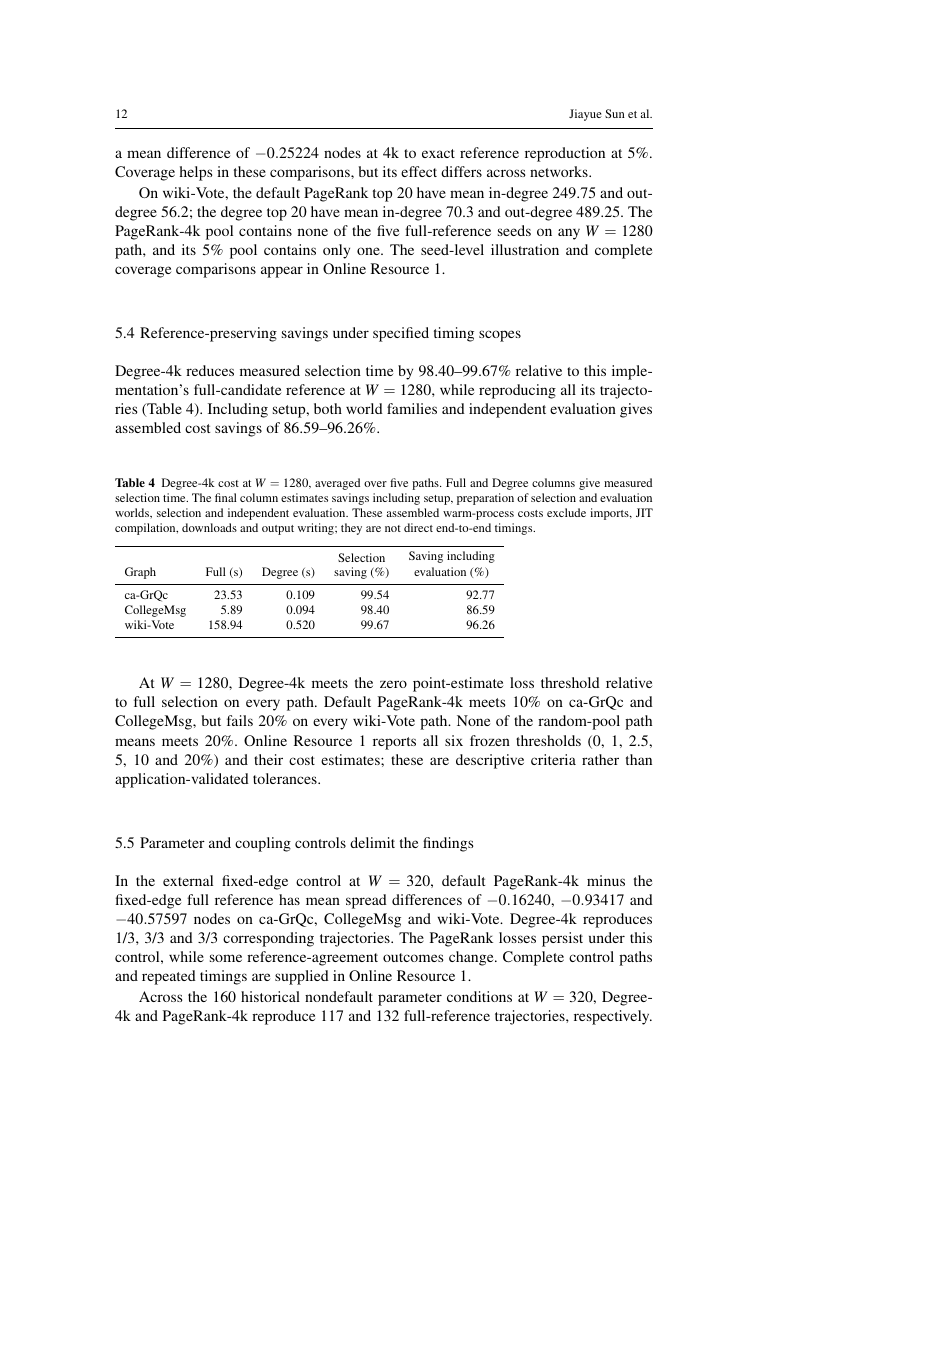 12 Jiayue Sun et al.
a mean difference of −0.25224 nodes at 4k to exact reference reproduction at 5%.
Coverage helps in these comparisons, but its effect differs across networks.
On wiki-Vote, the default PageRank top 20 have mean in-degree 249.75 and out-
degree 56.2; the degree top 20 have mean in-degree 70.3 and out-degree 489.25. The
PageRank-4k pool contains none of the five full-reference seeds on any W = 1280
path, and its 5% pool contains only one. The seed-level illustration and complete
coverage comparisons appear in Online Resource 1.
5.4 Reference-preserving savings under specified timing scopes
Degree-4k reduces measured selection time by 98.40–99.67% relative to this imple-
mentation's full-candidate reference at W = 1280, while reproducing all its trajecto-
ries (Table 4). Including setup, both world families and independent evaluation gives
assembled cost savings of 86.59–96.26%.
Table 4 Degree-4k cost at W = 1280, averaged over five paths. Full and Degree columns give measured
selection time. The final column estimates savings including setup, preparation of selection and evaluation
worlds, selection and independent evaluation. These assembled warm-process costs exclude imports, JIT
compilation, downloads and output writing; they are not direct end-to-end timings.
Selection Saving including
Graph Full (s) Degree (s) saving (%) evaluation (%)
ca-GrQc 23.53 0.109 99.54 92.77
CollegeMsg 5.89 0.094 98.40 86.59
wiki-Vote 158.94 0.520 99.67 96.26
At W = 1280, Degree-4k meets the zero point-estimate loss threshold relative
to full selection on every path. Default PageRank-4k meets 10% on ca-GrQc and
CollegeMsg, but fails 20% on every wiki-Vote path. None of the random-pool path
means meets 20%. Online Resource 1 reports all six frozen thresholds (0, 1, 2.5,
5, 10 and 20%) and their cost estimates; these are descriptive criteria rather than
application-validated tolerances.
5.5 Parameter and coupling controls delimit the findings
In the external fixed-edge control at W = 320, default PageRank-4k minus the
fixed-edge full reference has mean spread differences of −0.16240, −0.93417 and
−40.57597 nodes on ca-GrQc, CollegeMsg and wiki-Vote. Degree-4k reproduces
1/3, 3/3 and 3/3 corresponding trajectories. The PageRank losses persist under this
control, while some reference-agreement outcomes change. Complete control paths
and repeated timings are supplied in Online Resource 1.
Across the 160 historical nondefault parameter conditions at W = 320, Degree-
4k and PageRank-4k reproduce 117 and 132 full-reference trajectories, respectively.